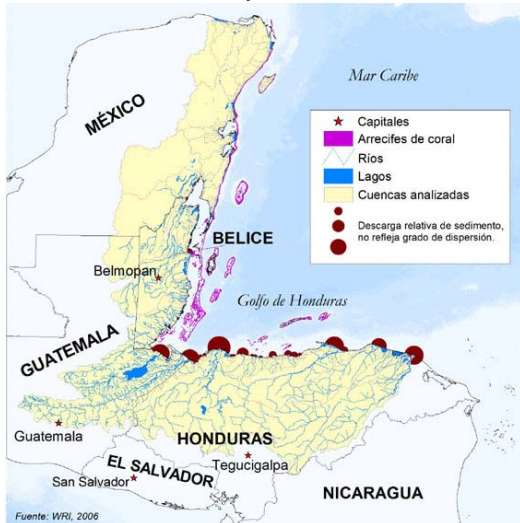 Mar Caribe
MÉXICO
Capitales
Arrecifes de coral
Ríos
Lagos
Cuencas analizadas
Descarga relativa de sedimento,
no refleja grado de dispersión.
BELICE
Belmopan
Golfo de Honduras
GUATEMALA
Guatemala
HONDURAS
Tegucigalpa
EL SALVADOR
San Salvador
NICARAGUA
Fuente: WRI, 2006